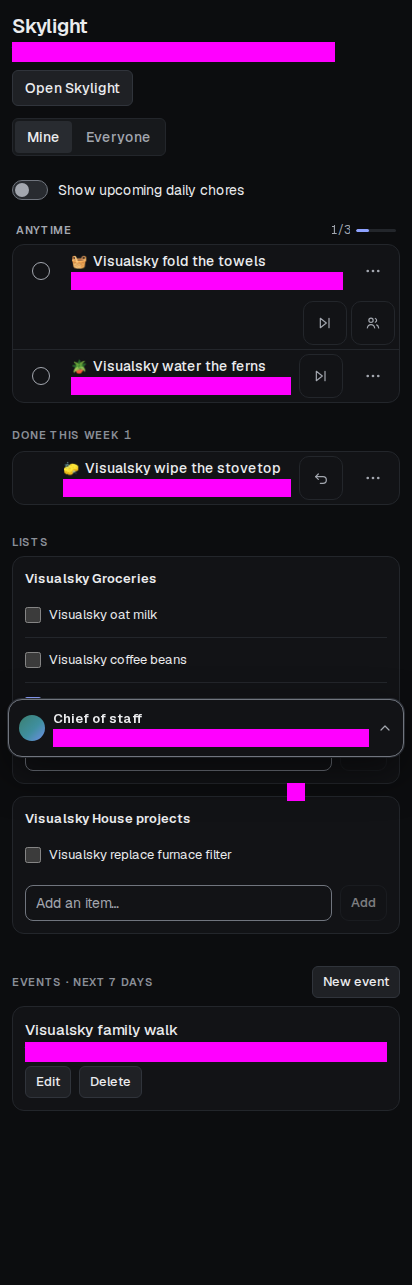 Skylight
Open Skylight
Mine Everyone
Show upcoming daily chores
ANYTIME 1/3
🧺 Visualsky fold the towels
🪴 Visualsky water the ferns
DONE THIS WEEK 1
🧽 Visualsky wipe the stovetop
LISTS
Visualsky Groceries
Visualsky oat milk
Visualsky coffee beans
Chief of staff
Visualsky House projects
Visualsky replace furnace filter
Add an item… Add
EVENTS · NEXT 7 DAYS New event
Visualsky family walk
Edit Delete